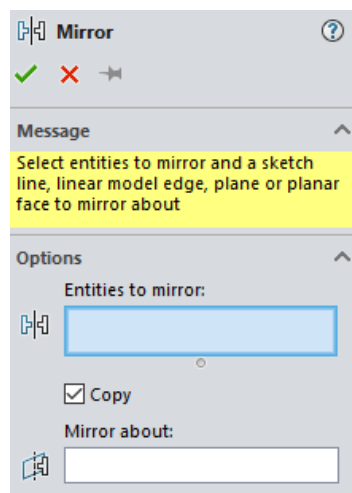 Mirror
?
Message
Select entities to mirror and a sketch
line, linear model edge, plane or planar
face to mirror about
Options
Entities to mirror:
Copy
Mirror about: